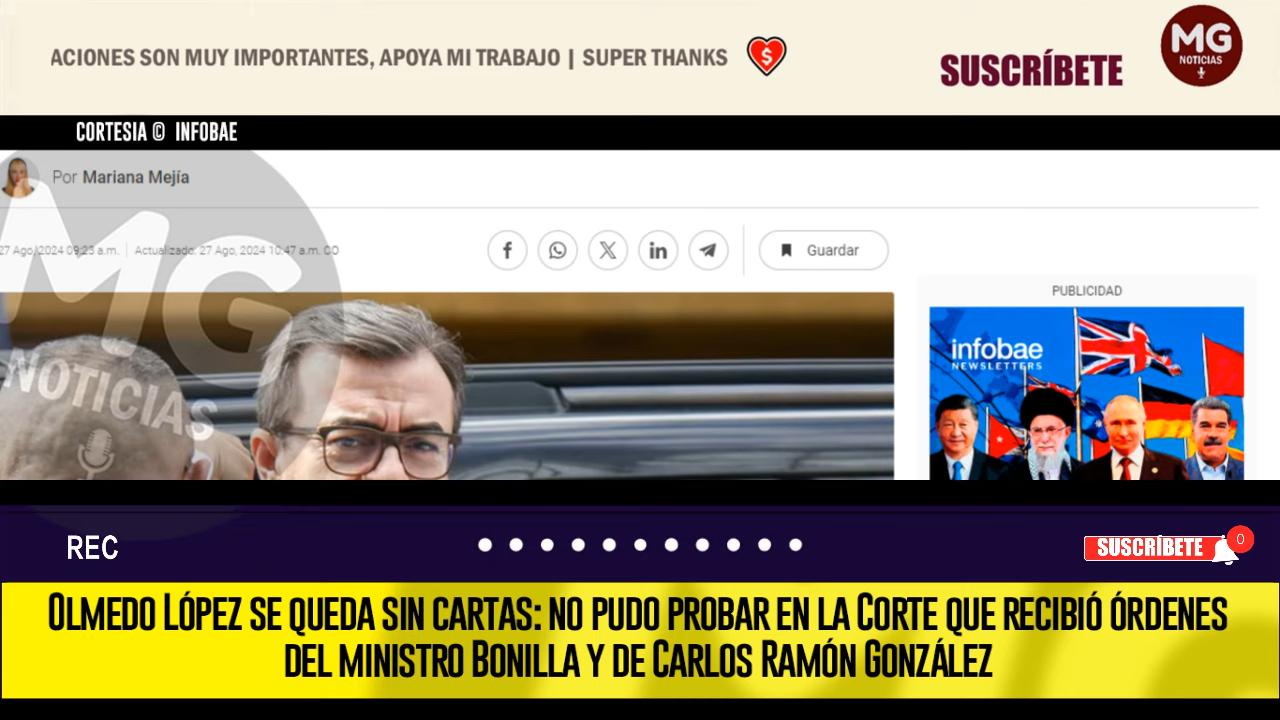 ACIONES SON MUY IMPORTANTES, APOYA MI TRABAJO | SUPER THANKS
$
SUSCRÍBETE
MG
NOTICIAS
CORTESIA © INFOBAE
Por Mariana Mejía
27 Ago, 2024 09:23 a.m. | Actualizado: 27 Ago, 2024 10:47 a.m. CO
Guardar
MG
NOTICIAS
PUBLICIDAD
infobae
NEWSLETTERS
REC
SUSCRÍBETE
0
OLMEDO LÓPEZ SE QUEDA SIN CARTAS: NO PUDO PROBAR EN LA CORTE QUE RECIBIÓ ÓRDENES
DEL MINISTRO BONILLA Y DE CARLOS RAMÓN GONZÁLEZ